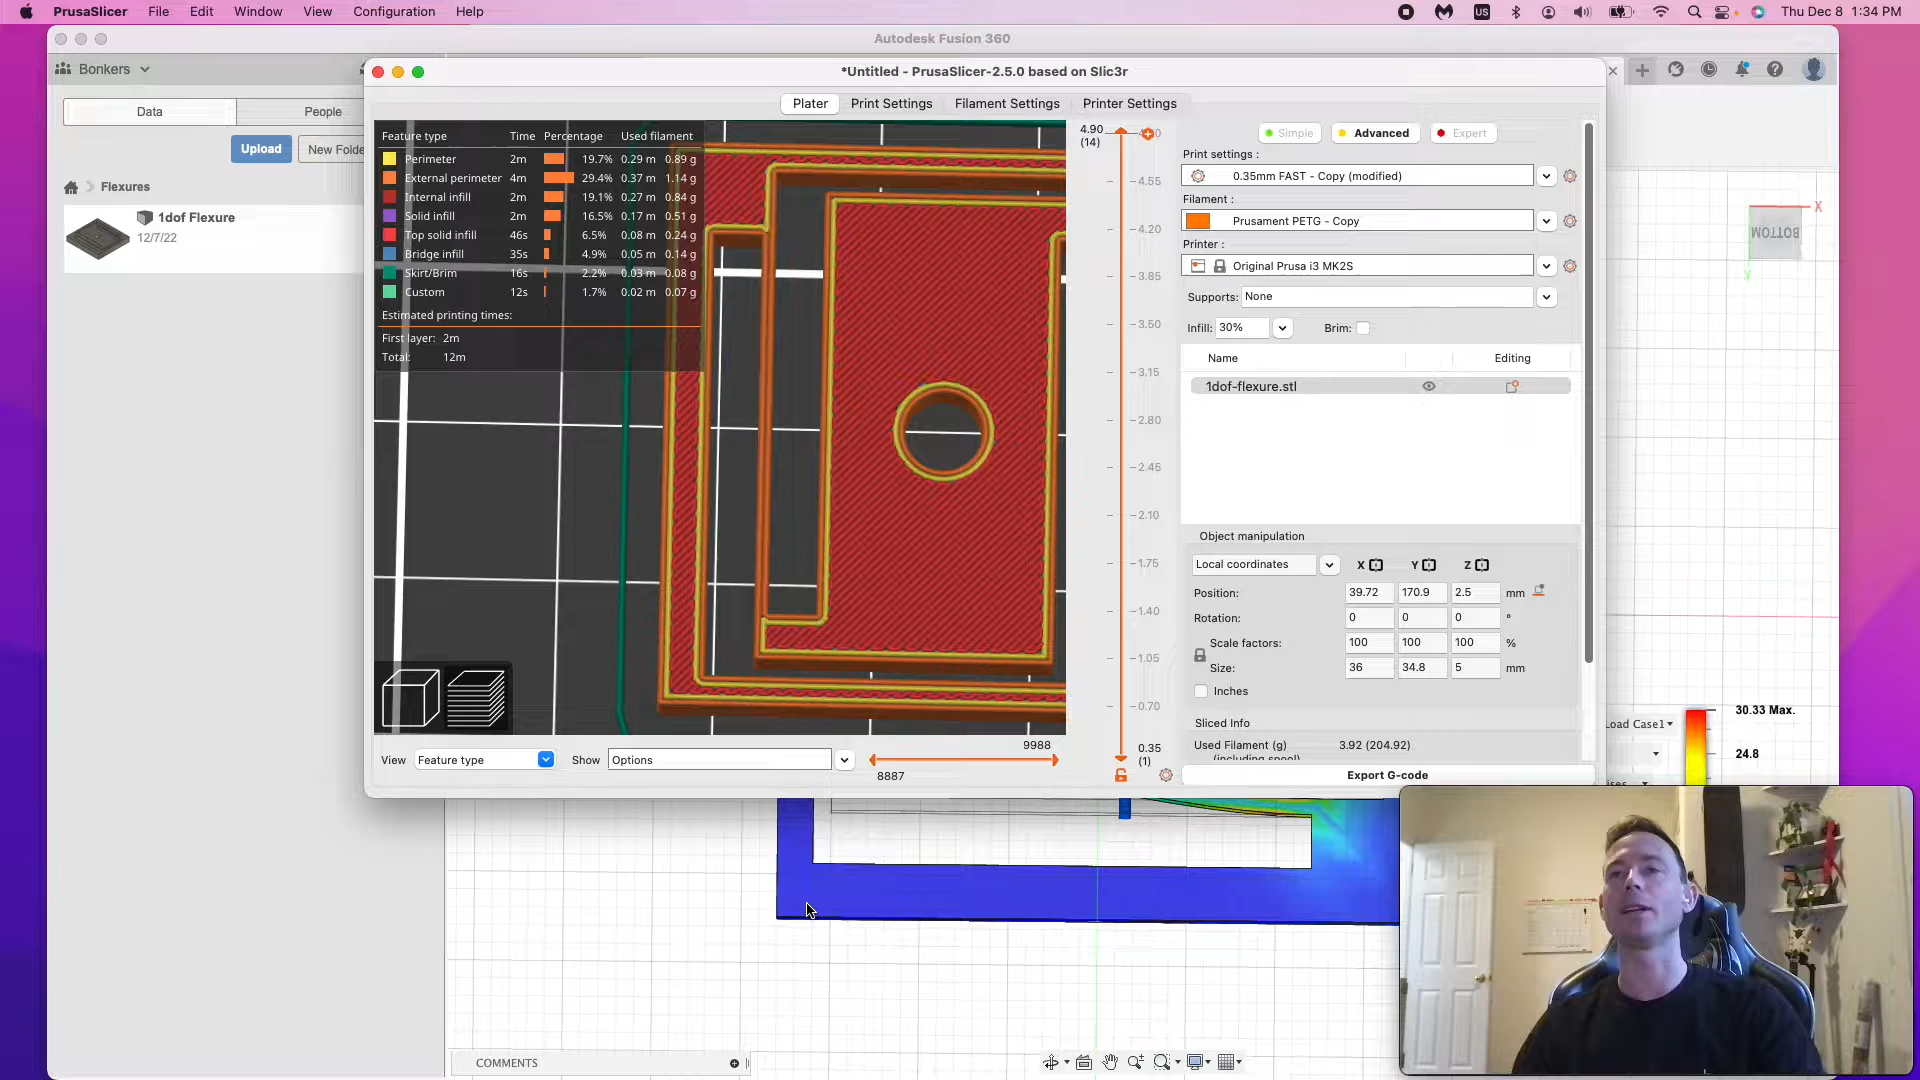 PrusaSlicer File Edit Window View Configuration Help
US Thu Dec 8 1:34 PM
Autodesk Fusion 360
Bonkers
*Untitled - PrusaSlicer-2.5.0 based on Slic3r
Data People
Plater Print Settings Filament Settings Printer Settings
Upload New Folde
Flexures
1dof Flexure
12/7/22
Feature type Time Percentage Used filament
Perimeter 2m 19.7% 0.29 m 0.89 g
External perimeter 4m 29.4% 0.37 m 1.14 g
Internal infill 2m 19.1% 0.27 m 0.84 g
Solid infill 2m 16.5% 0.17 m 0.51 g
Top solid infill 46s 6.5% 0.08 m 0.24 g
Bridge infill 35s 4.9% 0.05 m 0.14 g
Skirt/Brim 16s 2.2% 0.03 m 0.08 g
Custom 12s 1.7% 0.02 m 0.07 g
Estimated printing times:
First layer: 2m
Total: 12m
4.90
(14)
4.55
4.20
3.85
3.50
3.15
2.80
2.45
2.10
1.75
1.40
1.05
0.70
0.35
(1)
Simple Advanced Expert
Print settings :
0.35mm FAST - Copy (modified)
Filament :
Prusament PETG - Copy
Printer :
Original Prusa i3 MK2S
Supports: None
Infill: 30% Brim:
Name Editing
1dof-flexure.stl
Object manipulation
Local coordinates X Y Z
Position: 39.72 170.9 2.5 mm
Rotation: 0 0 0 °
Scale factors: 100 100 100 %
Size: 36 34.8 5 mm
Inches
Sliced Info
Used Filament (g) 3.92 (204.92)
(including spool)
Export G-code
View Feature type Show Options
9988
8887
X
BOTTOM
Y
Load Case1
30.33 Max.
24.8
COMMENTS